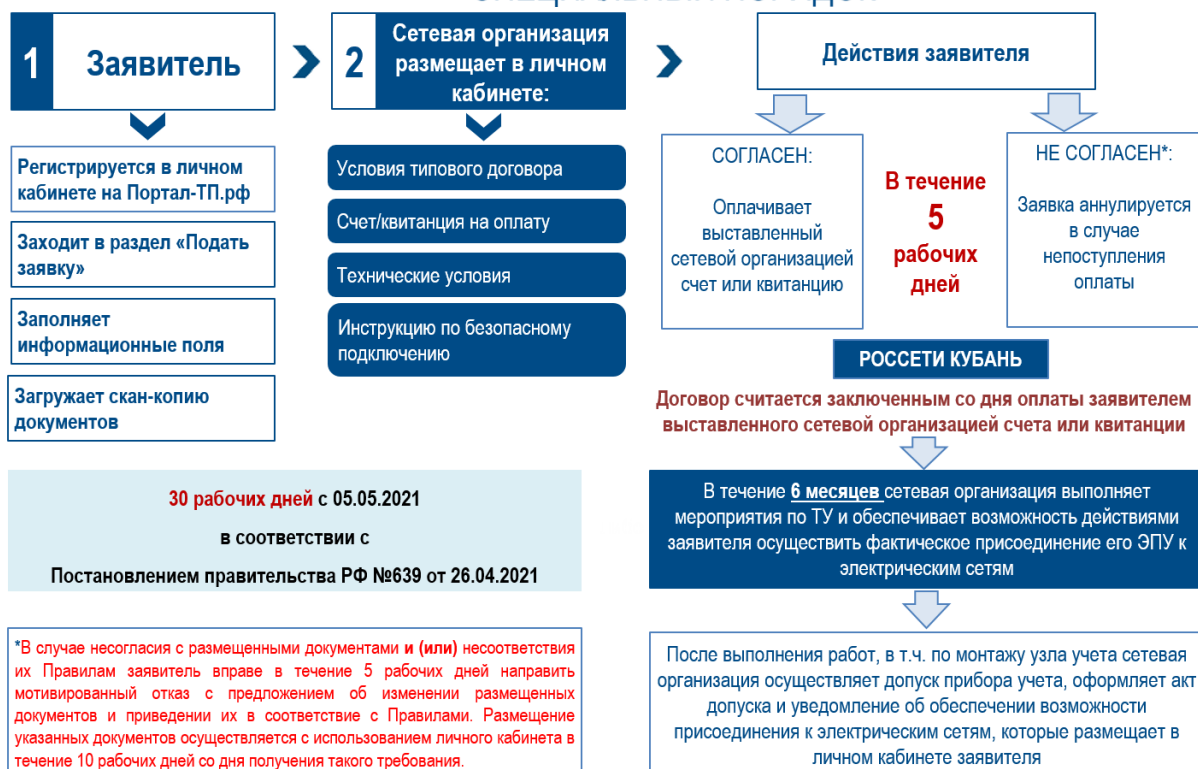 СПЕЦИАЛЬНЫЙ ПОРЯДОК
1
Заявитель
Регистрируется в личном
кабинете на Портал-ТП.рф
Заходит в раздел «Подать
заявку»
Заполняет
информационные поля
Загружает скан-копию
документов
2
Сетевая организация
размещает в личном
кабинете:
Условия типового договора
Счет/квитанция на оплату
Технические условия
Инструкцию по безопасному
подключению
Действия заявителя
СОГЛАСЕН:
Оплачивает
выставленный
сетевой организацией
счет или квитанцию
В течение
5
рабочих
дней
НЕ СОГЛАСЕН*:
Заявка аннулируется
в случае
непоступления
оплаты
РОССЕТИ КУБАНЬ
Договор считается заключенным со дня оплаты заявителем
выставленного сетевой организацией счета или квитанции
В течение 6 месяцев сетевая организация выполняет
мероприятия по ТУ и обеспечивает возможность действиями
заявителя осуществить фактическое присоединение его ЭПУ к
электрическим сетям
После выполнения работ, в т.ч. по монтажу узла учета сетевая
организация осуществляет допуск прибора учета, оформляет акт
допуска и уведомление об обеспечении возможности
присоединения к электрическим сетям, которые размещает в
личном кабинете заявителя
30 рабочих дней с 05.05.2021
в соответствии с
Постановлением правительства РФ №639 от 26.04.2021
*В случае несогласия с размещенными документами и (или) несоответствия
их Правилам заявитель вправе в течение 5 рабочих дней направить
мотивированный отказ с предложением об изменении размещенных
документов и приведении их в соответствие с Правилами. Размещение
указанных документов осуществляется с использованием личного кабинета в
течение 10 рабочих дней со дня получения такого требования.